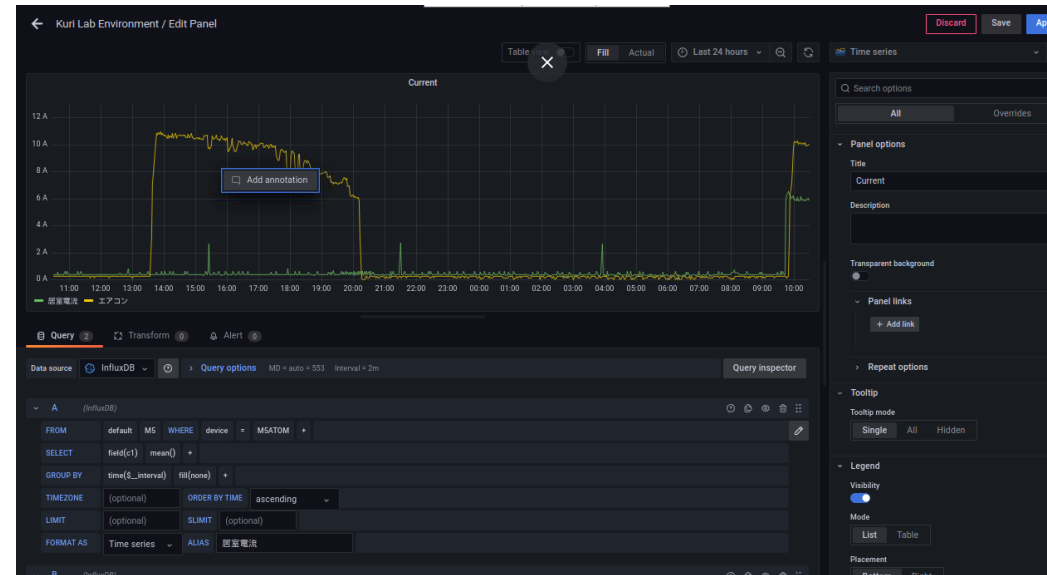 Kuri Lab Environment / Edit Panel
Discard Save
Fill Actual Last 24 hours
Time series
Current
Search options
All Overrides
12 A
10 A
8 A
6 A
4 A
2 A
0 A
Add annotation
11:00 12:00 13:00 14:00 15:00 16:00 17:00 18:00 19:00 20:00 21:00 22:00 23:00 00:00 01:00 02:00 03:00 04:00 05:00 06:00 07:00 08:00 09:00 10:00
居室電流 エアコン
Panel options
Title
Current
Description
Transparent background
Panel links
+ Add link
Repeat options
Query 2 Transform 0 Alert 0
Data source InfluxDB Query options MD = auto = 553 Interval = 2m Query inspector
A (InfluxDB)
FROM default M5 WHERE device = M5ATOM +
SELECT field(c1) mean() +
GROUP BY time($__interval) fill(none) +
TIMEZONE (optional) ORDER BY TIME ascending
LIMIT (optional) SLIMIT (optional)
FORMAT AS Time series ALIAS 居室電流
Tooltip
Tooltip mode
Single All Hidden
Legend
Visibility
Mode
List Table
Placement